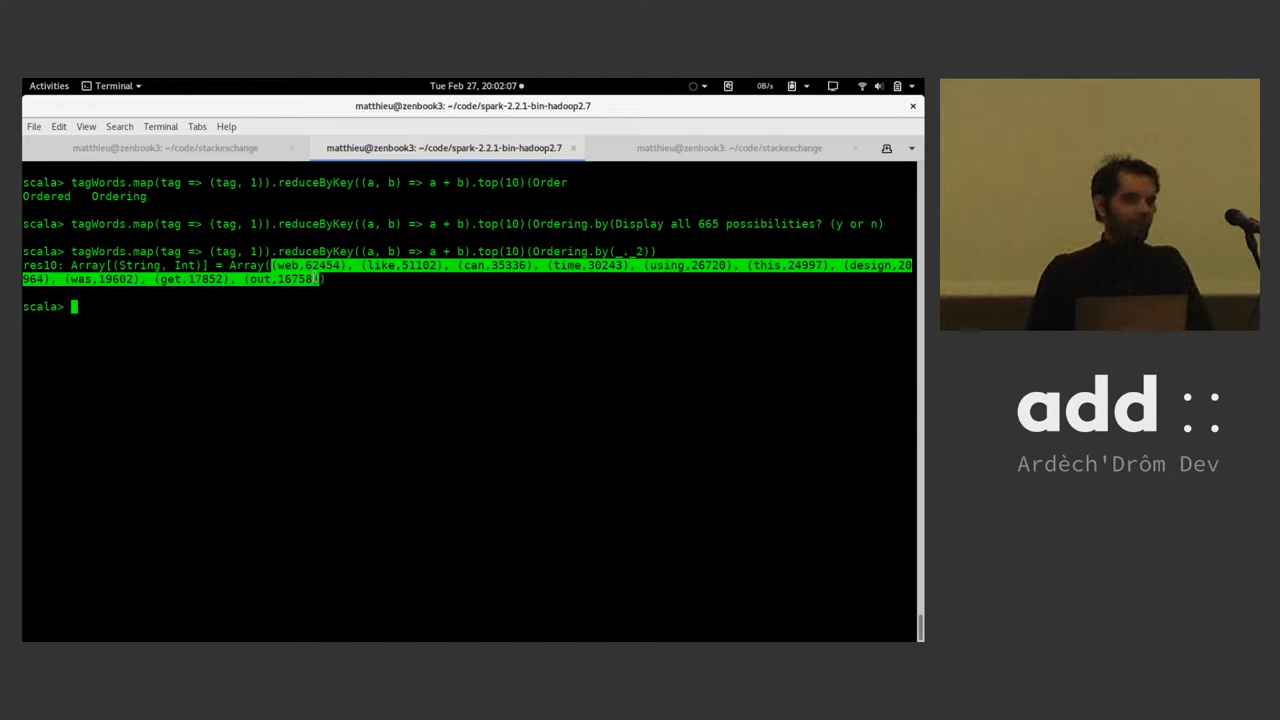 Activities
Terminal
Tue Feb 27, 20:02:07
0B/s
matthieu@zenbook3: ~/code/spark-2.2.1-bin-hadoop2.7
File Edit View Search Terminal Tabs Help
matthieu@zenbook3: ~/code/stackexchange
matthieu@zenbook3: ~/code/spark-2.2.1-bin-hadoop2.7
matthieu@zenbook3: ~/code/stackexchange
scala> tagWords.map(tag => (tag, 1)).reduceByKey((a, b) => a + b).top(10)(Order
Ordered Ordering
scala> tagWords.map(tag => (tag, 1)).reduceByKey((a, b) => a + b).top(10)(Ordering.by(Display all 665 possibilities? (y or n)
scala> tagWords.map(tag => (tag, 1)).reduceByKey((a, b) => a + b).top(10)(Ordering.by(_._2))
res10: Array[(String, Int)] = Array((web,62454), (like,51102), (can,35336), (time,30243), (using,26720), (this,24997), (design,20
964), (was,19602), (get,17852), (out,16758))
scala>
add ::
Ardèch'Drôm Dev